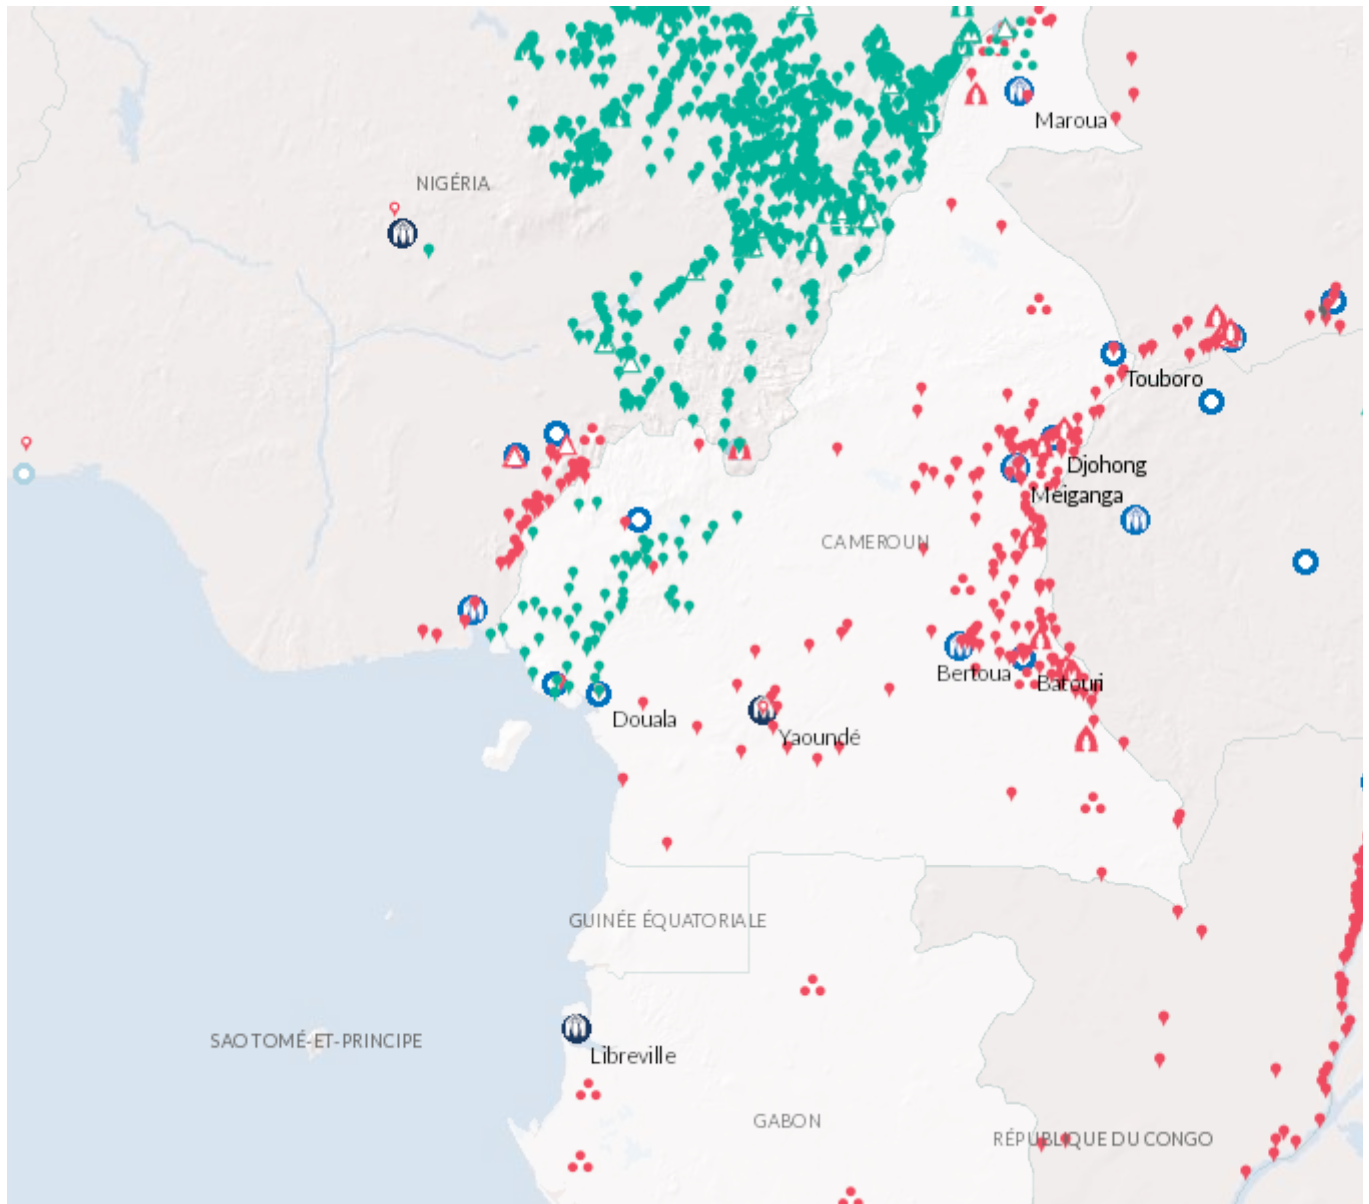 Maroua
NIGÉRIA
Touboro
Djohong
Meiganga
CAMEROUN
Bertoua
Batouri
Douala
Yaoundé
GUINÉE ÉQUATORIALE
SAO TOMÉ-ET-PRINCIPE
Libreville
GABON
RÉPUBLIQUE DU CONGO